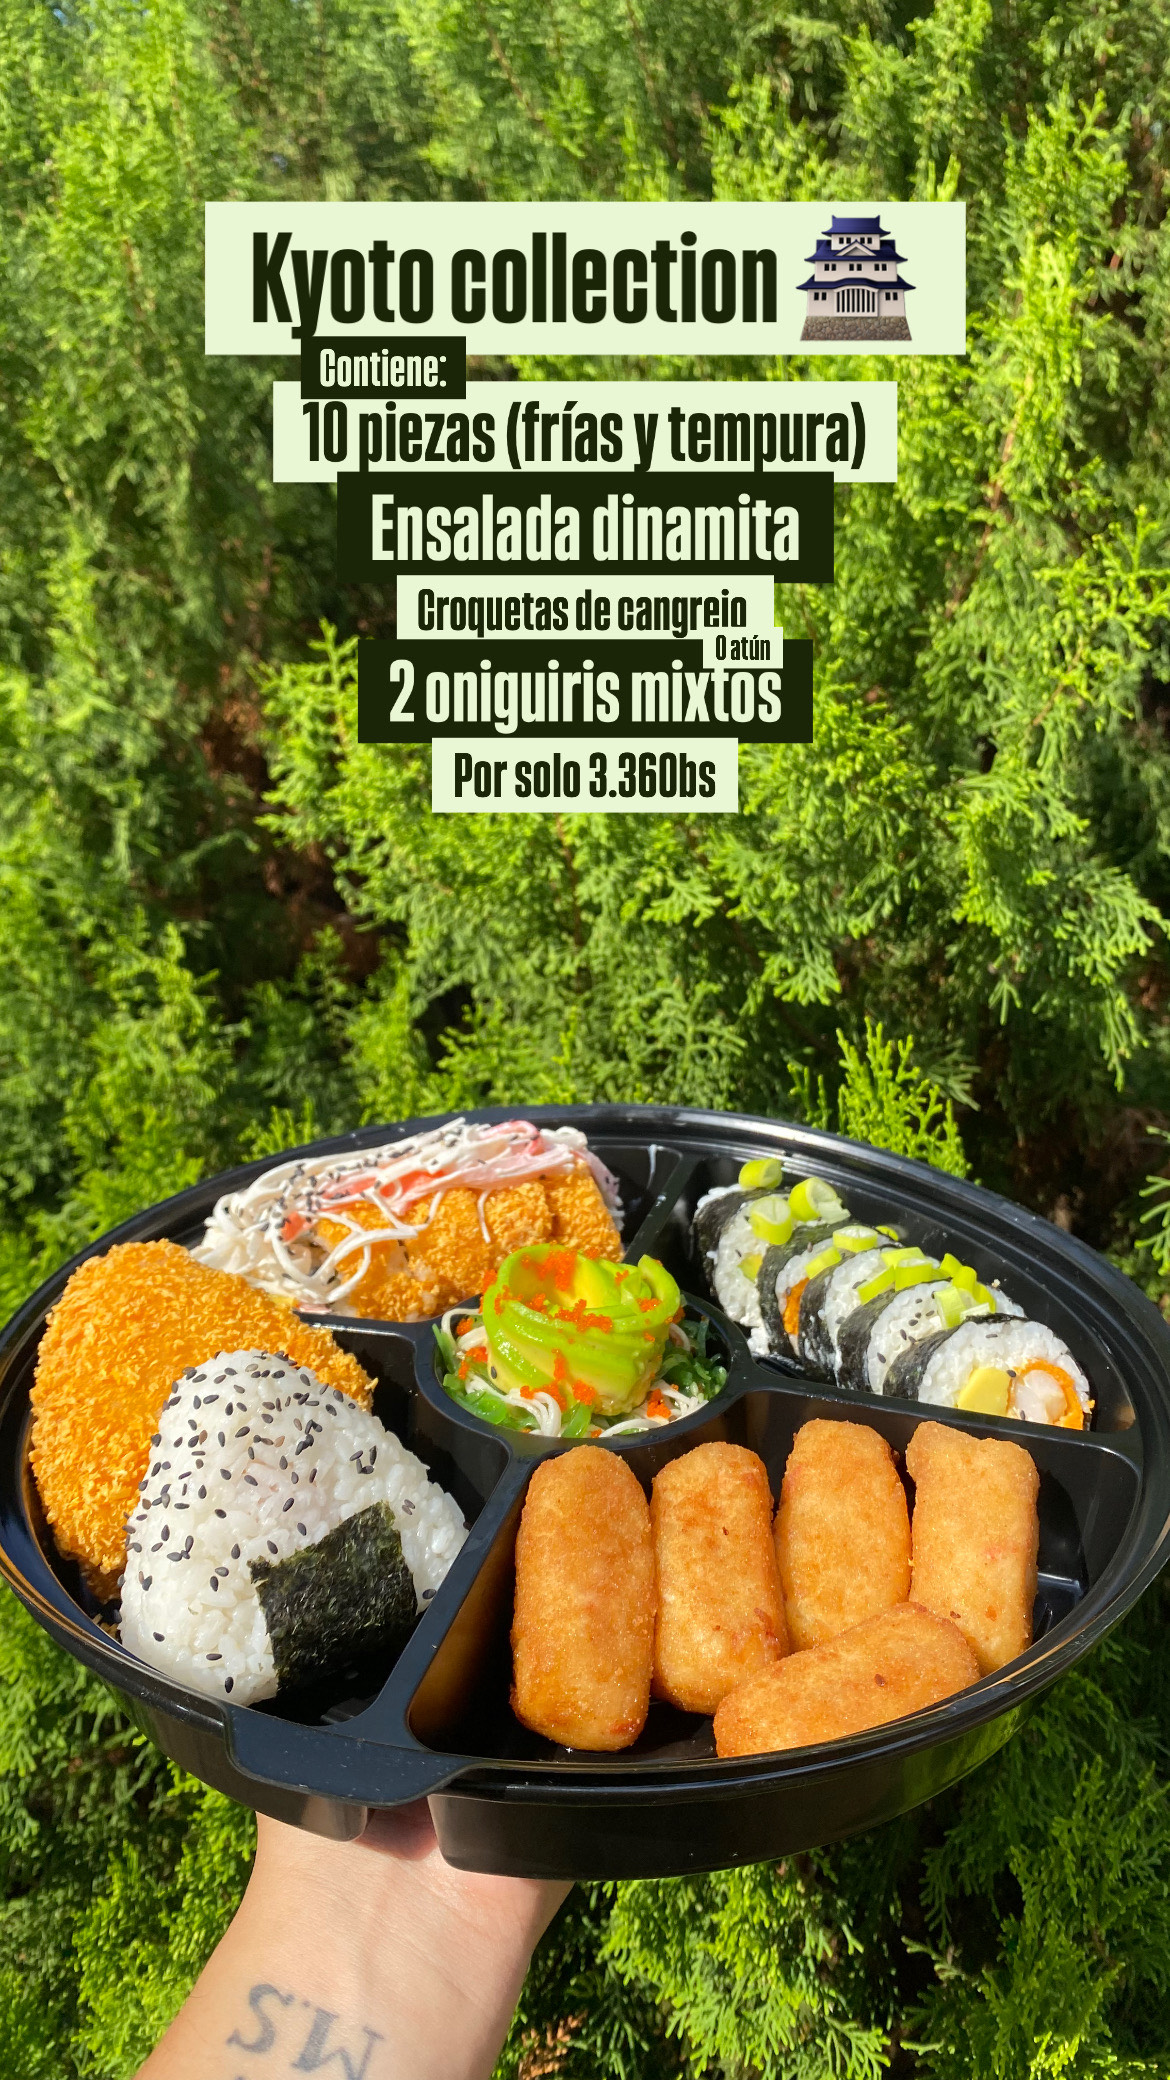 Kyoto collection
Contiene:
10 piezas (frías y tempura)
Ensalada dinamita
Croquetas de cangrejo
O atún
2 oniguiris mixtos
Por solo 3.360bs
S.M